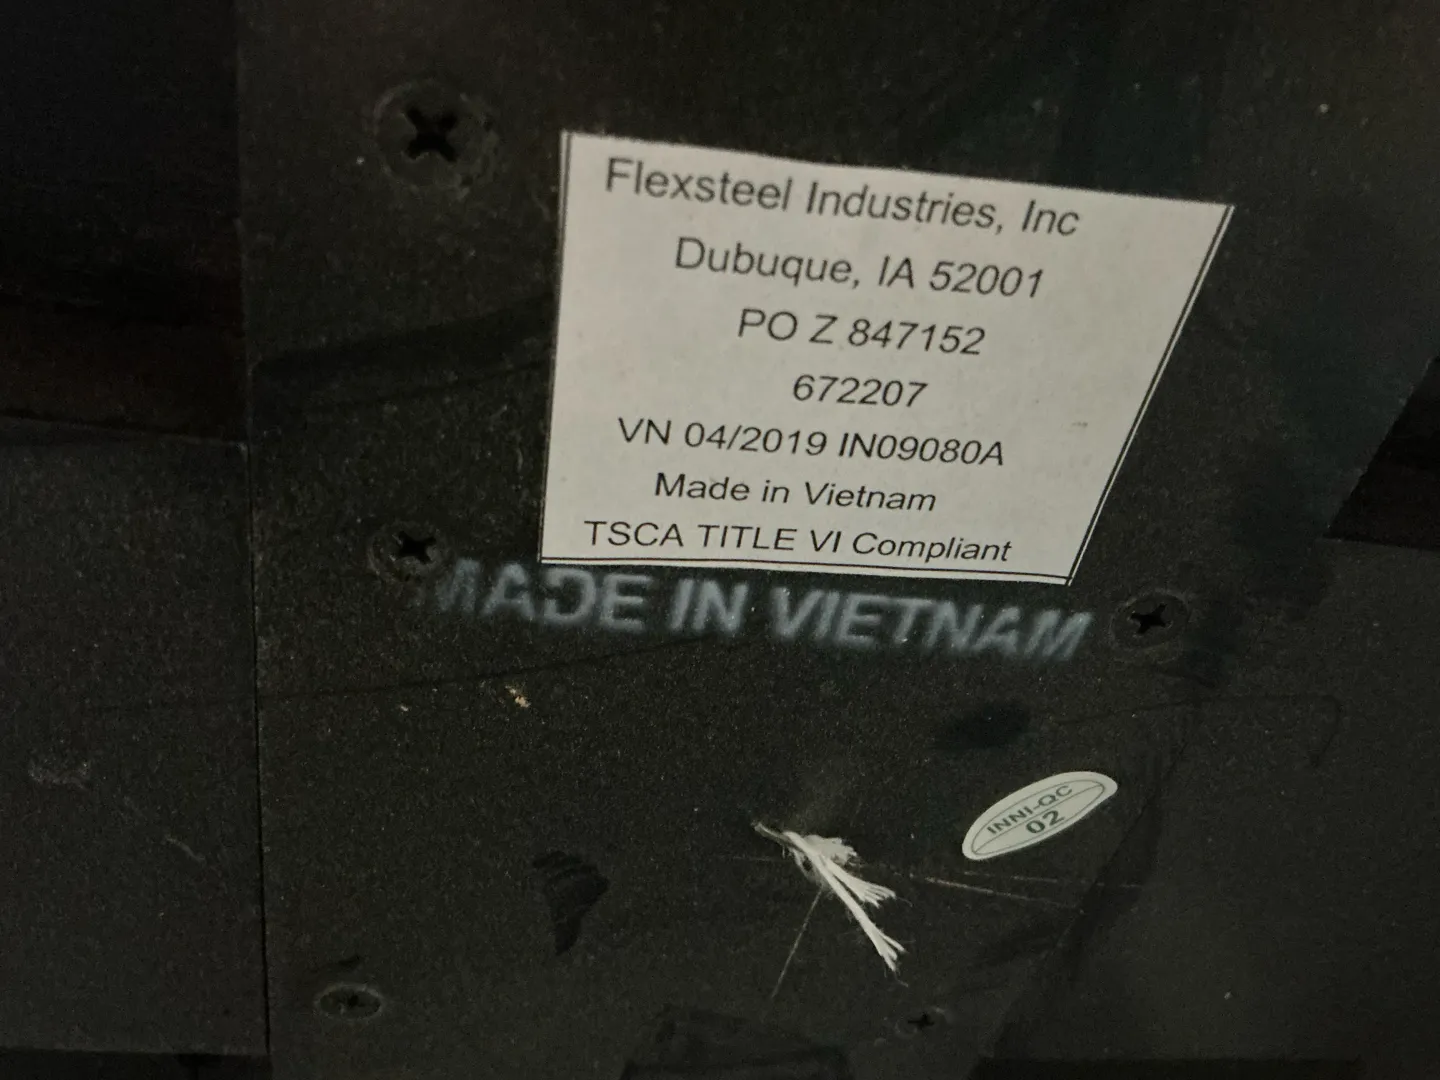 Flexsteel Industries, Inc
Dubuque, IA 52001
PO Z 847152
672207
VN 04/2019 IN09080A
Made in Vietnam
TSCA TITLE VI Compliant
MADE IN VIETNAM
INNI-QC
02